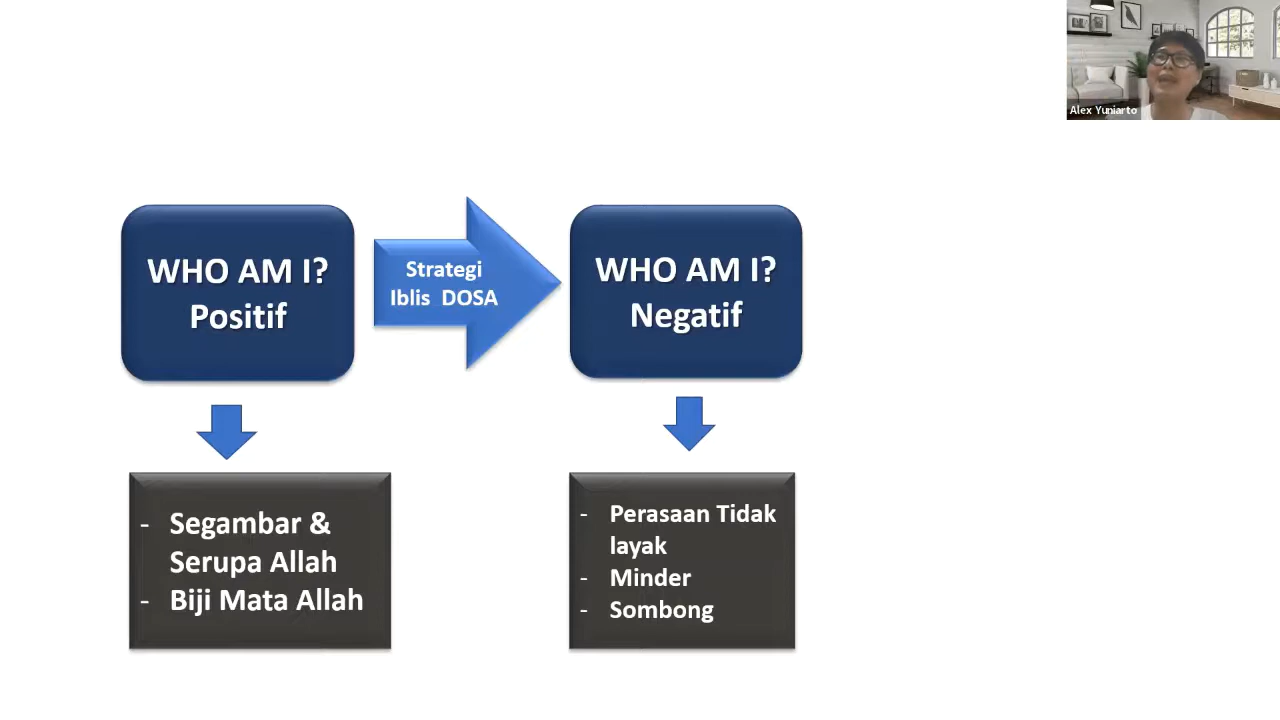 Alex Yuniarto
WHO AM I?
Positif
Strategi
Iblis DOSA
WHO AM I?
Negatif
- Segambar &
Serupa Allah
- Biji Mata Allah
- Perasaan Tidak
layak
- Minder
- Sombong